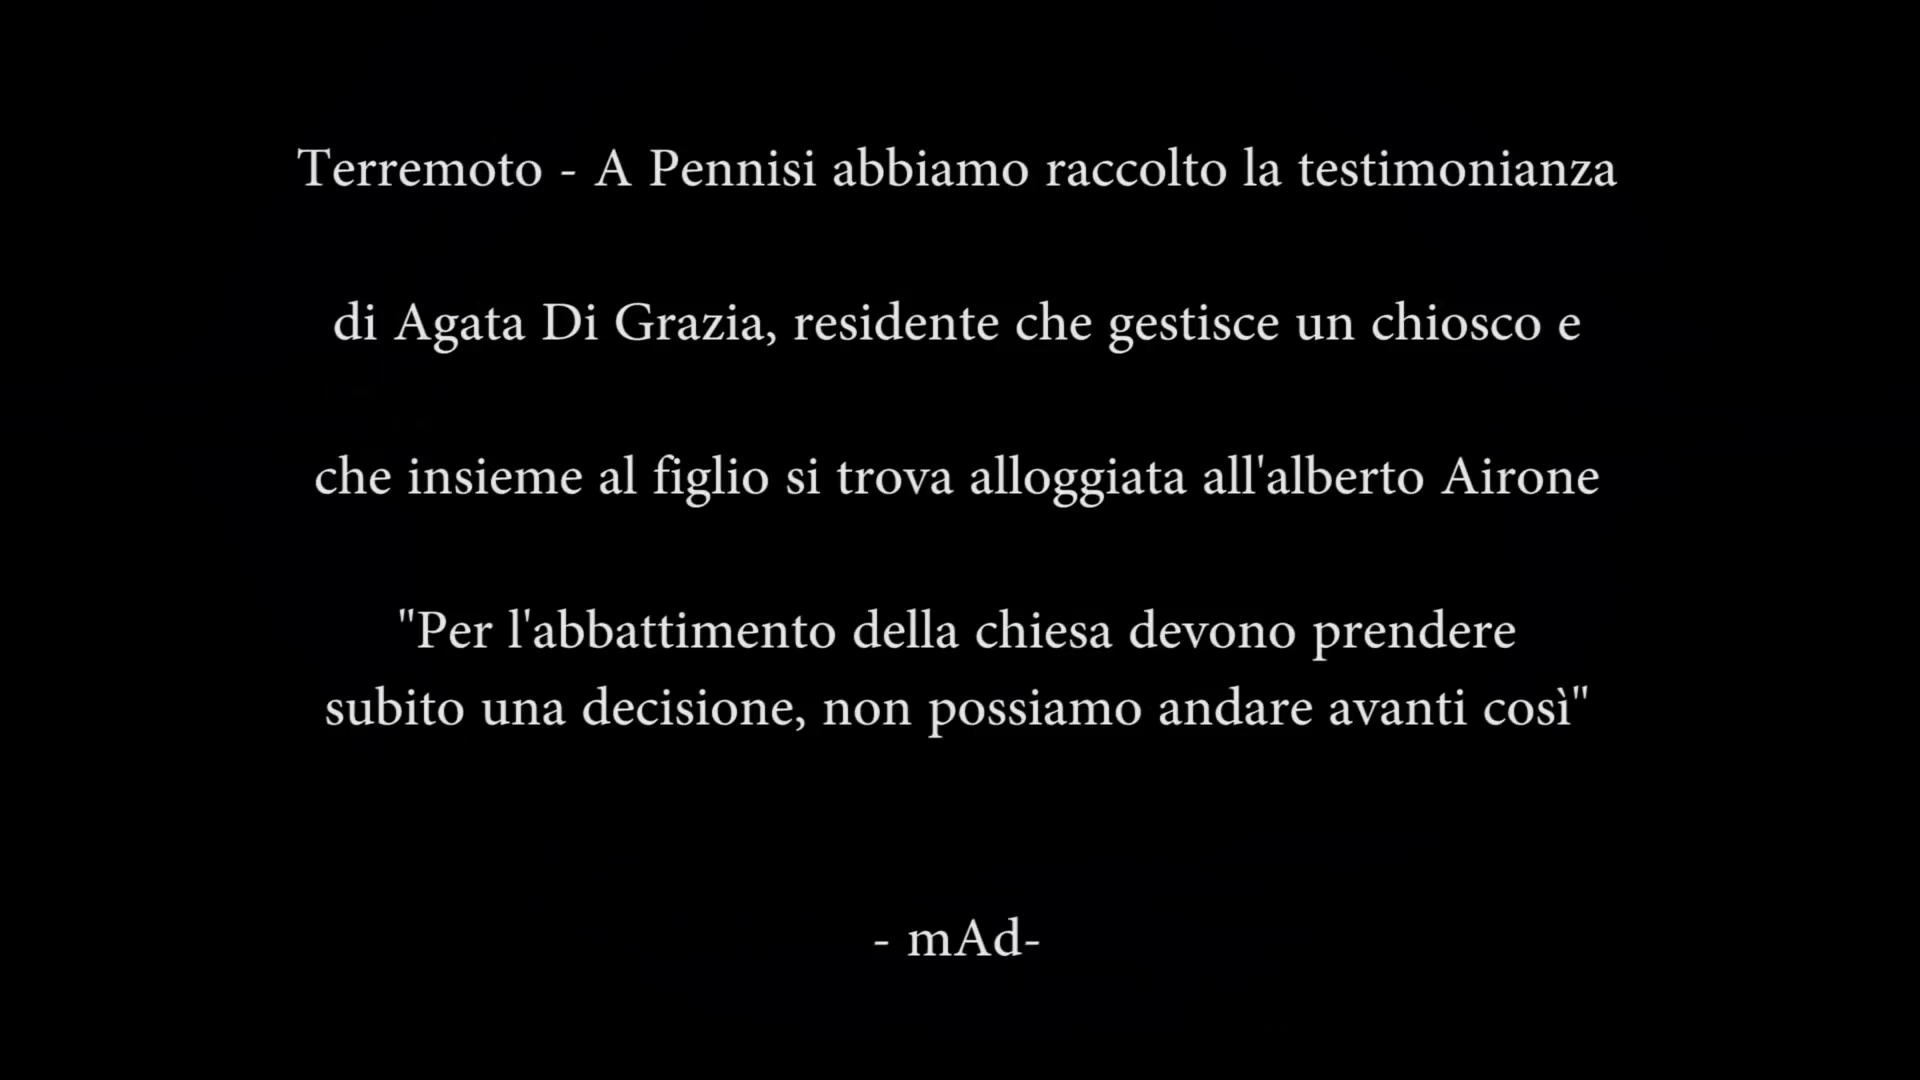 Terremoto - A Pennisi abbiamo raccolto la testimonianza
di Agata Di Grazia, residente che gestisce un chiosco e
che insieme al figlio si trova alloggiata all'alberto Airone
"Per l'abbattimento della chiesa devono prendere
subito una decisione, non possiamo andare avanti così"
- mAd-